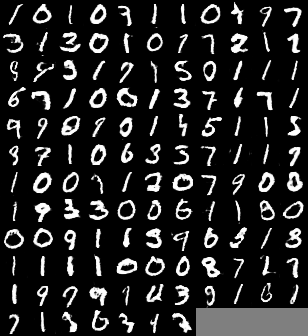 1 0 1 0 7 1 1 0 9 7
3 1 3 0 1 0 1 7 2 1 1
9 9 3 1 7 1 5 0 1 1 1
6 7 1 0 0 1 3 7 6 7 1
9 9 8 9 0 1 4 5 1 1 5
8 7 1 0 6 3 5 7 1 1 9
1 0 0 1 1 2 0 7 9 0 8
1 9 3 3 0 0 6 1 1 8 0
0 0 9 1 1 3 9 6 3 1 8
1 1 1 1 0 0 0 8 7 2 7
1 9 7 9 1 4 3 9 1 6 1
7 1 3 6 3 4 3